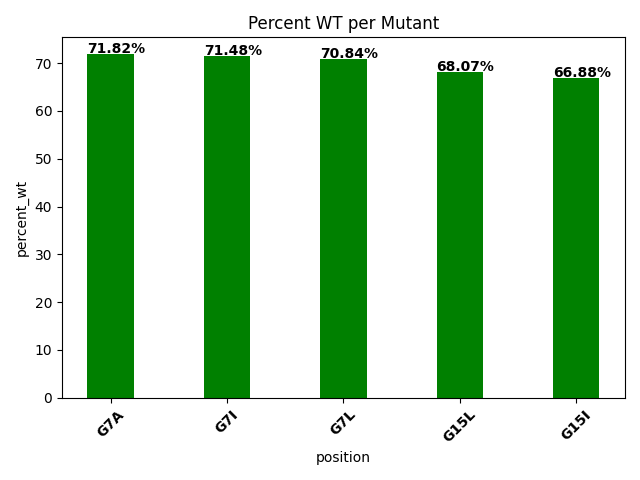 Percent WT per Mutant
71.82%
71.48%
70.84%
68.07%
66.88%
percent_wt
70
60
50
40
30
20
10
0
G7A
G7I
G7L
G15L
G15I
position